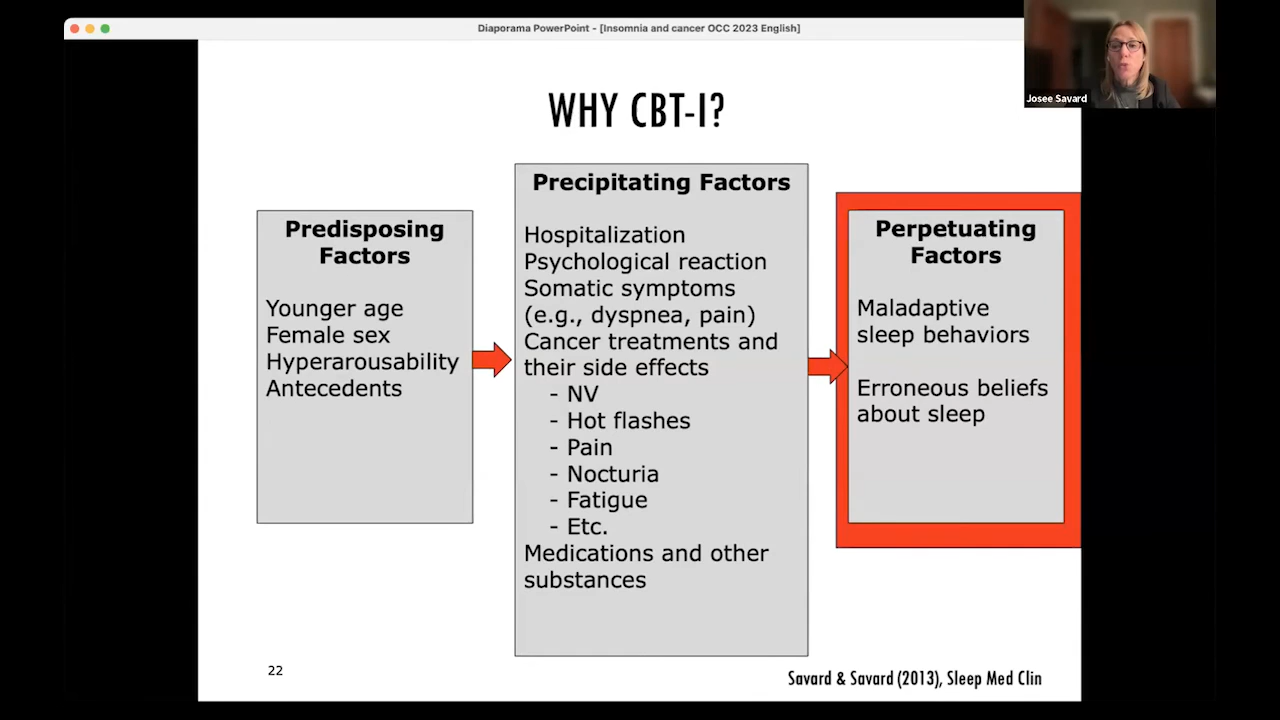 Diaporama PowerPoint - [Insomnia and cancer OCC 2023 English]
Josee Savard
WHY CBT-I?
Predisposing
Factors
Younger age
Female sex
Hyperarousability
Antecedents
Precipitating Factors
Hospitalization
Psychological reaction
Somatic symptoms
(e.g., dyspnea, pain)
Cancer treatments and
their side effects
- NV
- Hot flashes
- Pain
- Nocturia
- Fatigue
- Etc.
Medications and other
substances
Perpetuating
Factors
Maladaptive
sleep behaviors
Erroneous beliefs
about sleep
22
Savard & Savard (2013), Sleep Med Clin